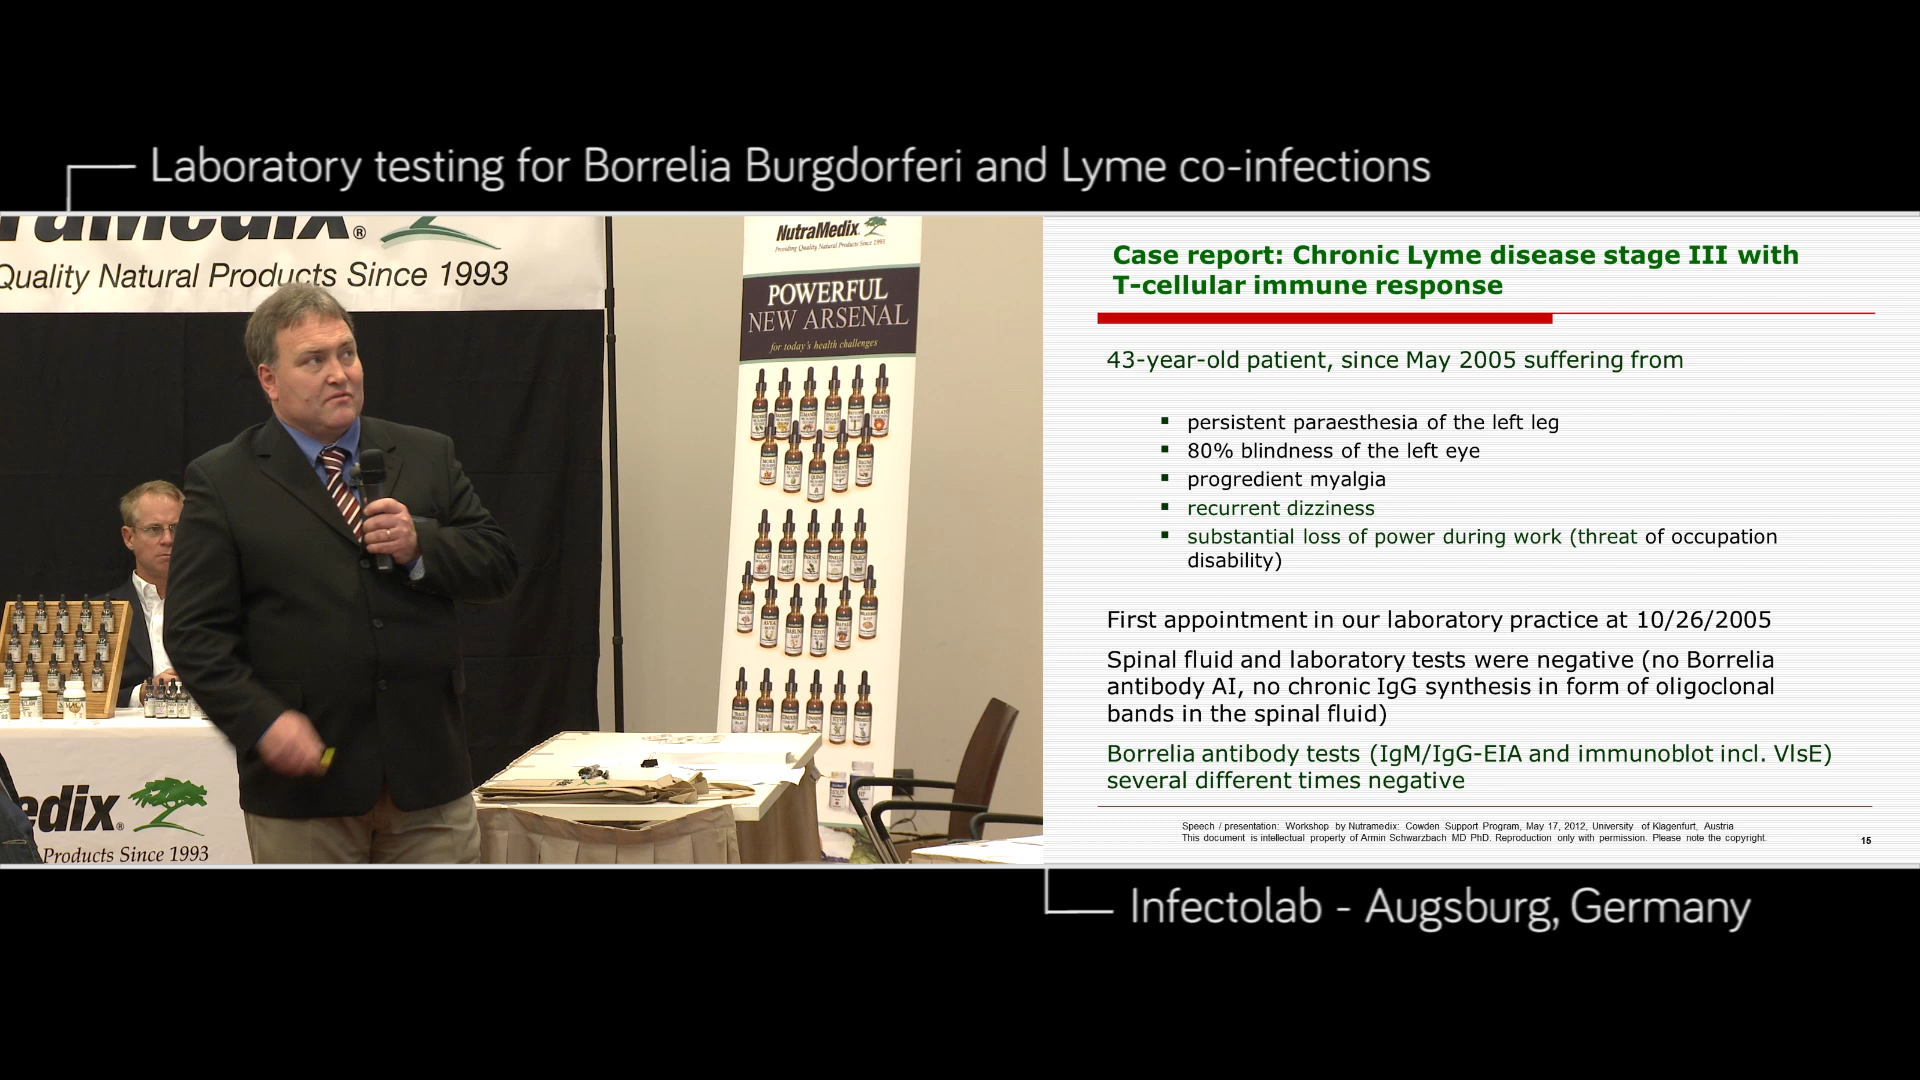 Laboratory testing for Borrelia Burgdorferi and Lyme co-infections
raMedix®
Quality Natural Products Since 1993
NutraMedix.
Providing Quality Natural Products Since 1993
POWERFUL
NEW ARSENAL
for today's health challenges
edix®
Products Since 1993
Case report: Chronic Lyme disease stage III with
T-cellular immune response
43-year-old patient, since May 2005 suffering from
▪ persistent paraesthesia of the left leg
▪ 80% blindness of the left eye
▪ progredient myalgia
▪ recurrent dizziness
▪ substantial loss of power during work (threat of occupation
disability)
First appointment in our laboratory practice at 10/26/2005
Spinal fluid and laboratory tests were negative (no Borrelia
antibody AI, no chronic IgG synthesis in form of oligoclonal
bands in the spinal fluid)
Borrelia antibody tests (IgM/IgG-EIA and immunoblot incl. VlsE)
several different times negative
Speech / presentation: Workshop by Nutramedix: Cowden Support Program, May 17, 2012, University of Klagenfurt, Austria
This document is intellectual property of Armin Schwarzbach MD PhD. Reproduction only with permission. Please note the copyright.
15
Infectolab - Augsburg, Germany